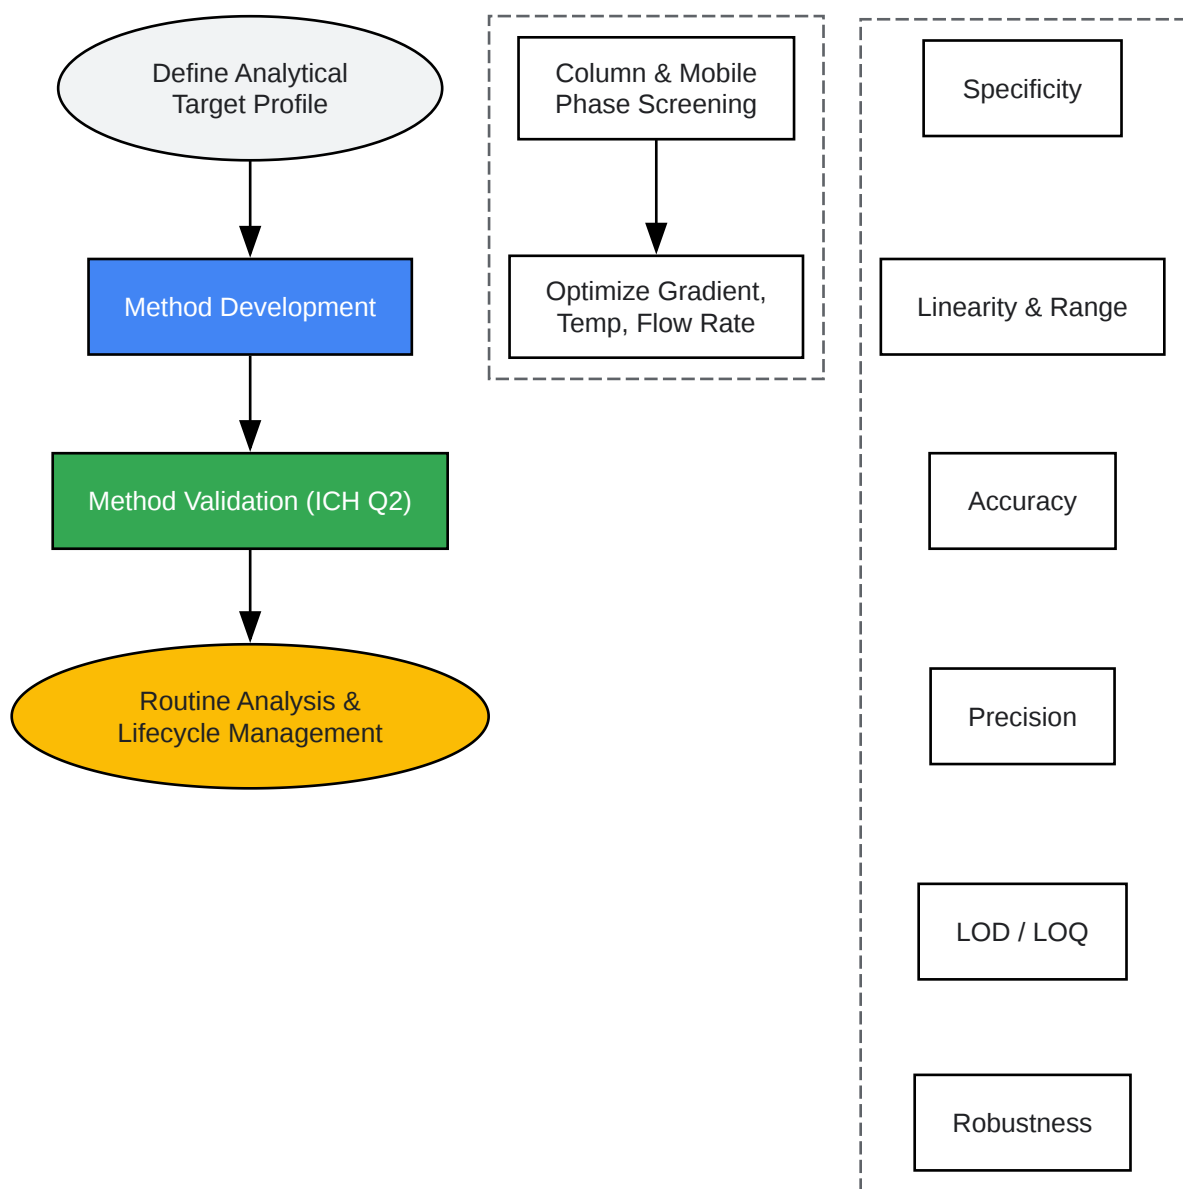 Define Analytical
Target Profile
Method Development
Method Validation (ICH Q2)
Routine Analysis &
Lifecycle Management
Column & Mobile
Phase Screening
Optimize Gradient,
Temp, Flow Rate
Specificity
Linearity & Range
Accuracy
Precision
LOD / LOQ
Robustness